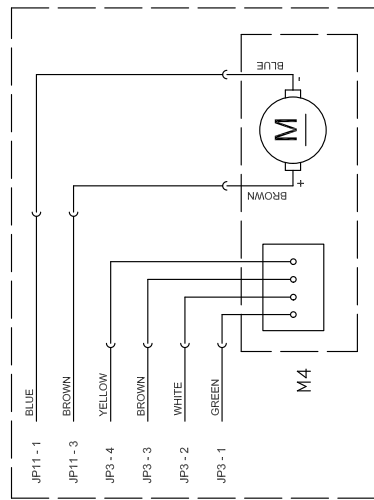 BLUE
-
M
+
BROWN
BLUE
BROWN
YELLOW
BROWN
WHITE
GREEN
JP11 - 1
JP11 - 3
JP3 - 4
JP3 - 3
JP3 - 2
JP3 - 1
M4